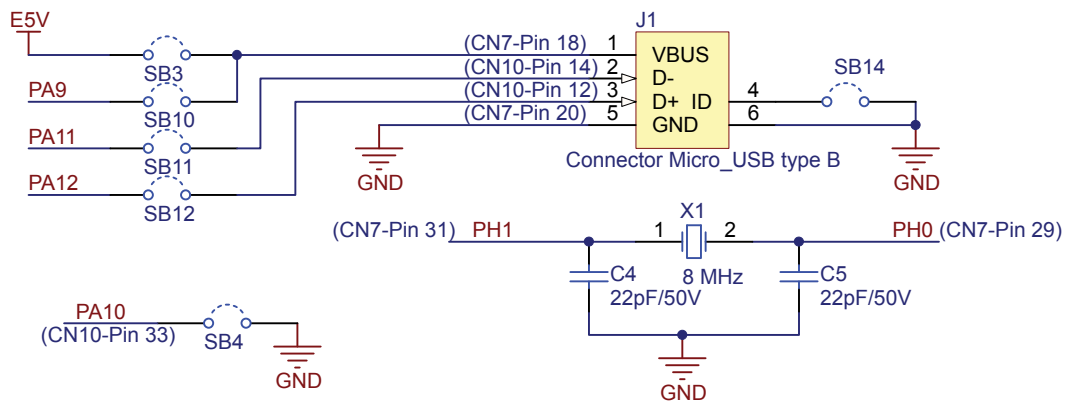 E5V
J1
(CN7-Pin 18) 1 VBUS
SB3
(CN10-Pin 14) 2 D-
SB14
PA9
(CN10-Pin 12) 3 D+ ID 4
SB10
(CN7-Pin 20) 5 GND 6
PA11
SB11
Connector Micro_USB type B
GND
GND
PA12
SB12
X1
(CN7-Pin 31) PH1 1 2 PH0 (CN7-Pin 29)
C4
8 MHz
C5
22pF/50V
22pF/50V
PA10
(CN10-Pin 33)
SB4
GND
GND